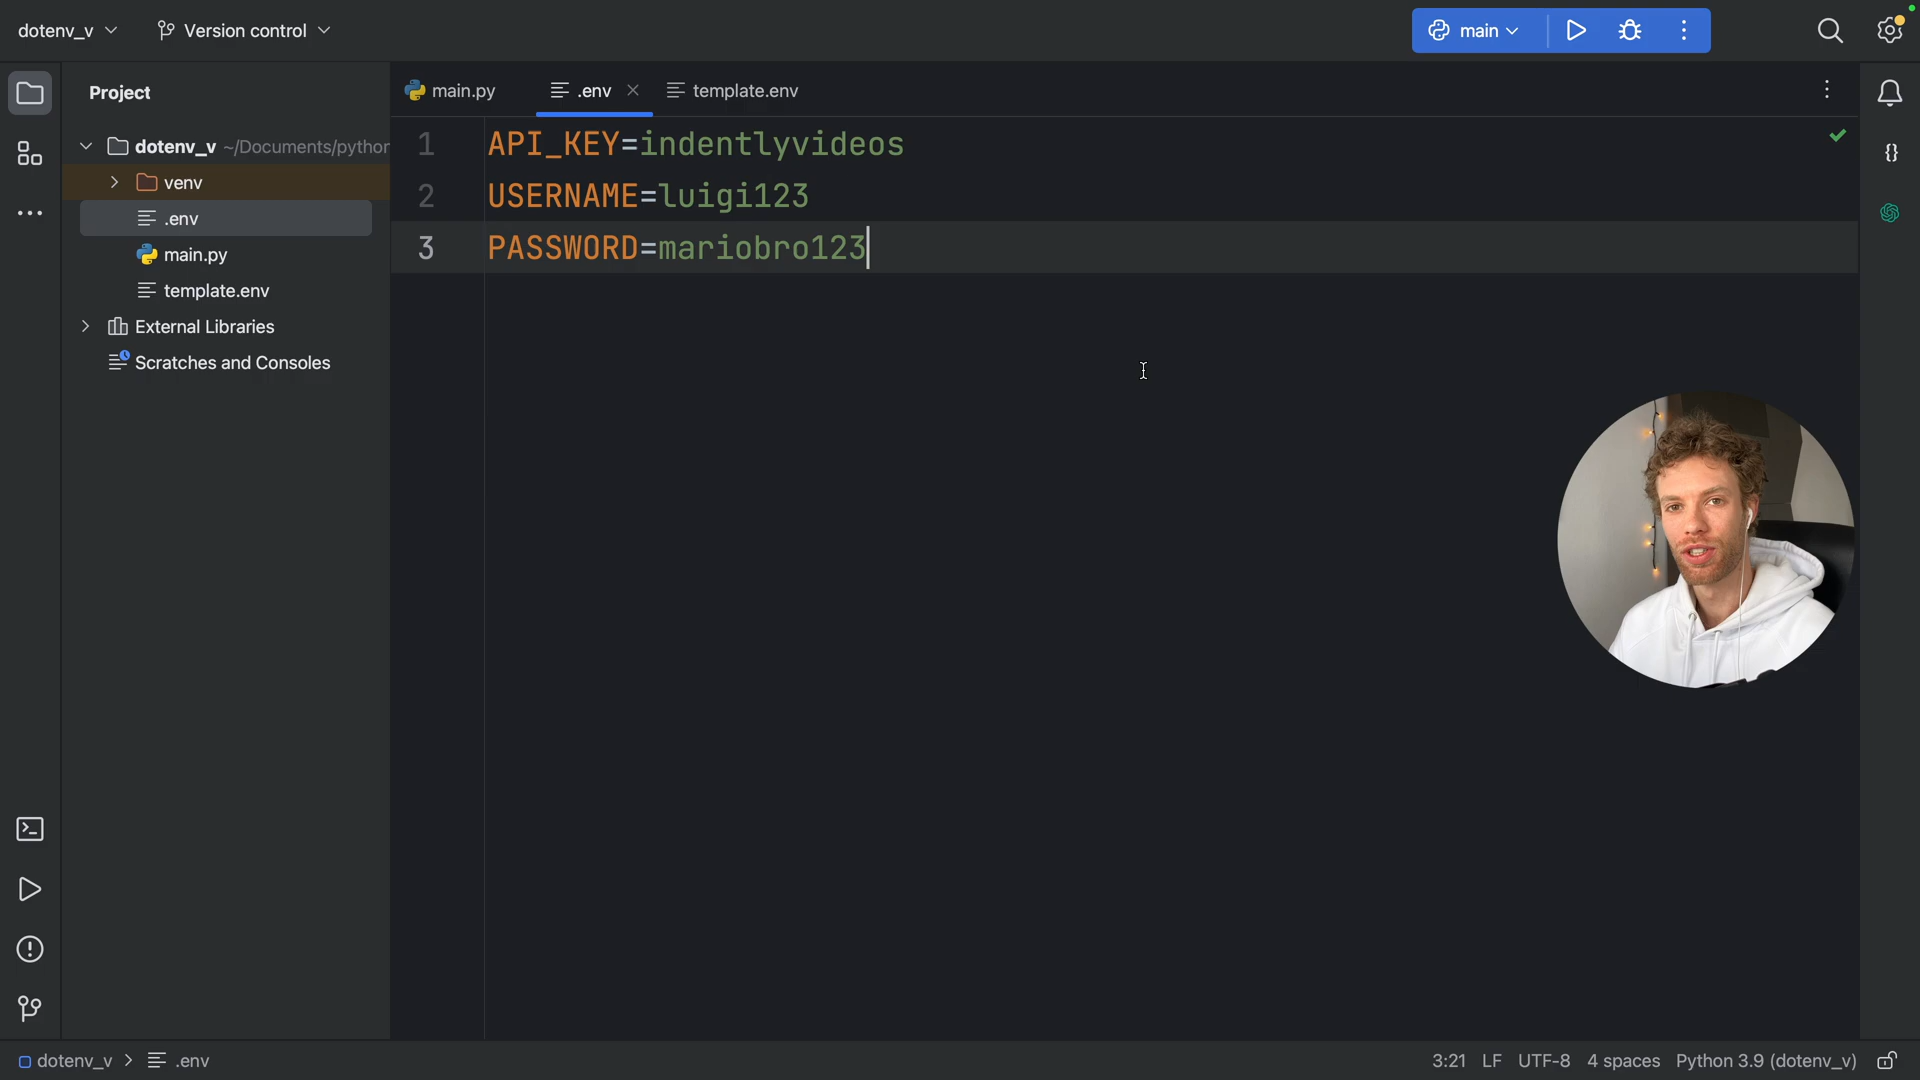 dotenv_v
Version control
main
Project
main.py
.env
template.env
dotenv_v ~/Documents/python
venv
.env
main.py
template.env
External Libraries
Scratches and Consoles
1 API_KEY=indentlyvideos
2 USERNAME=luigi123
3 PASSWORD=mariobro123
{}
dotenv_v > .env
3:21 LF UTF-8 4 spaces Python 3.9 (dotenv_v)